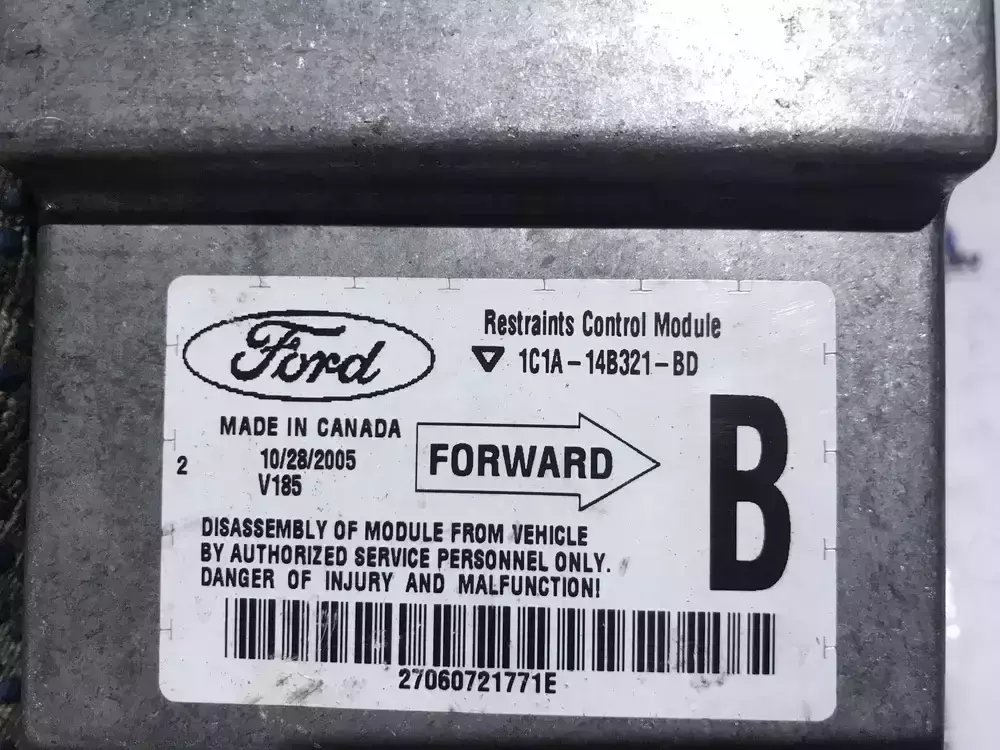 Ford
Restraints Control Module
1C1A-14B321-BD
MADE IN CANADA
10/28/2005
2
V185
FORWARD
B
DISASSEMBLY OF MODULE FROM VEHICLE
BY AUTHORIZED SERVICE PERSONNEL ONLY.
DANGER OF INJURY AND MALFUNCTION!
27060721771E